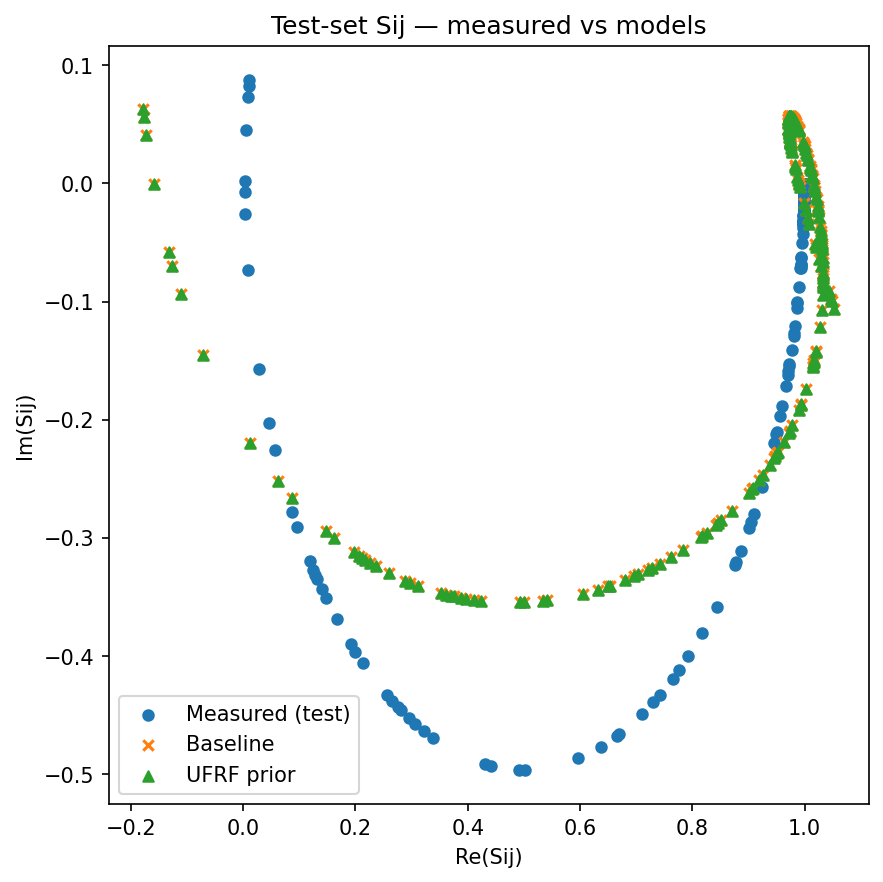 Test-set Sij — measured vs models
0.1
0.0
−0.1
−0.2
−0.3
−0.4
−0.5
Im(Sij)
Measured (test)
Baseline
UFRF prior
−0.2
0.0
0.2
0.4
0.6
0.8
1.0
Re(Sij)